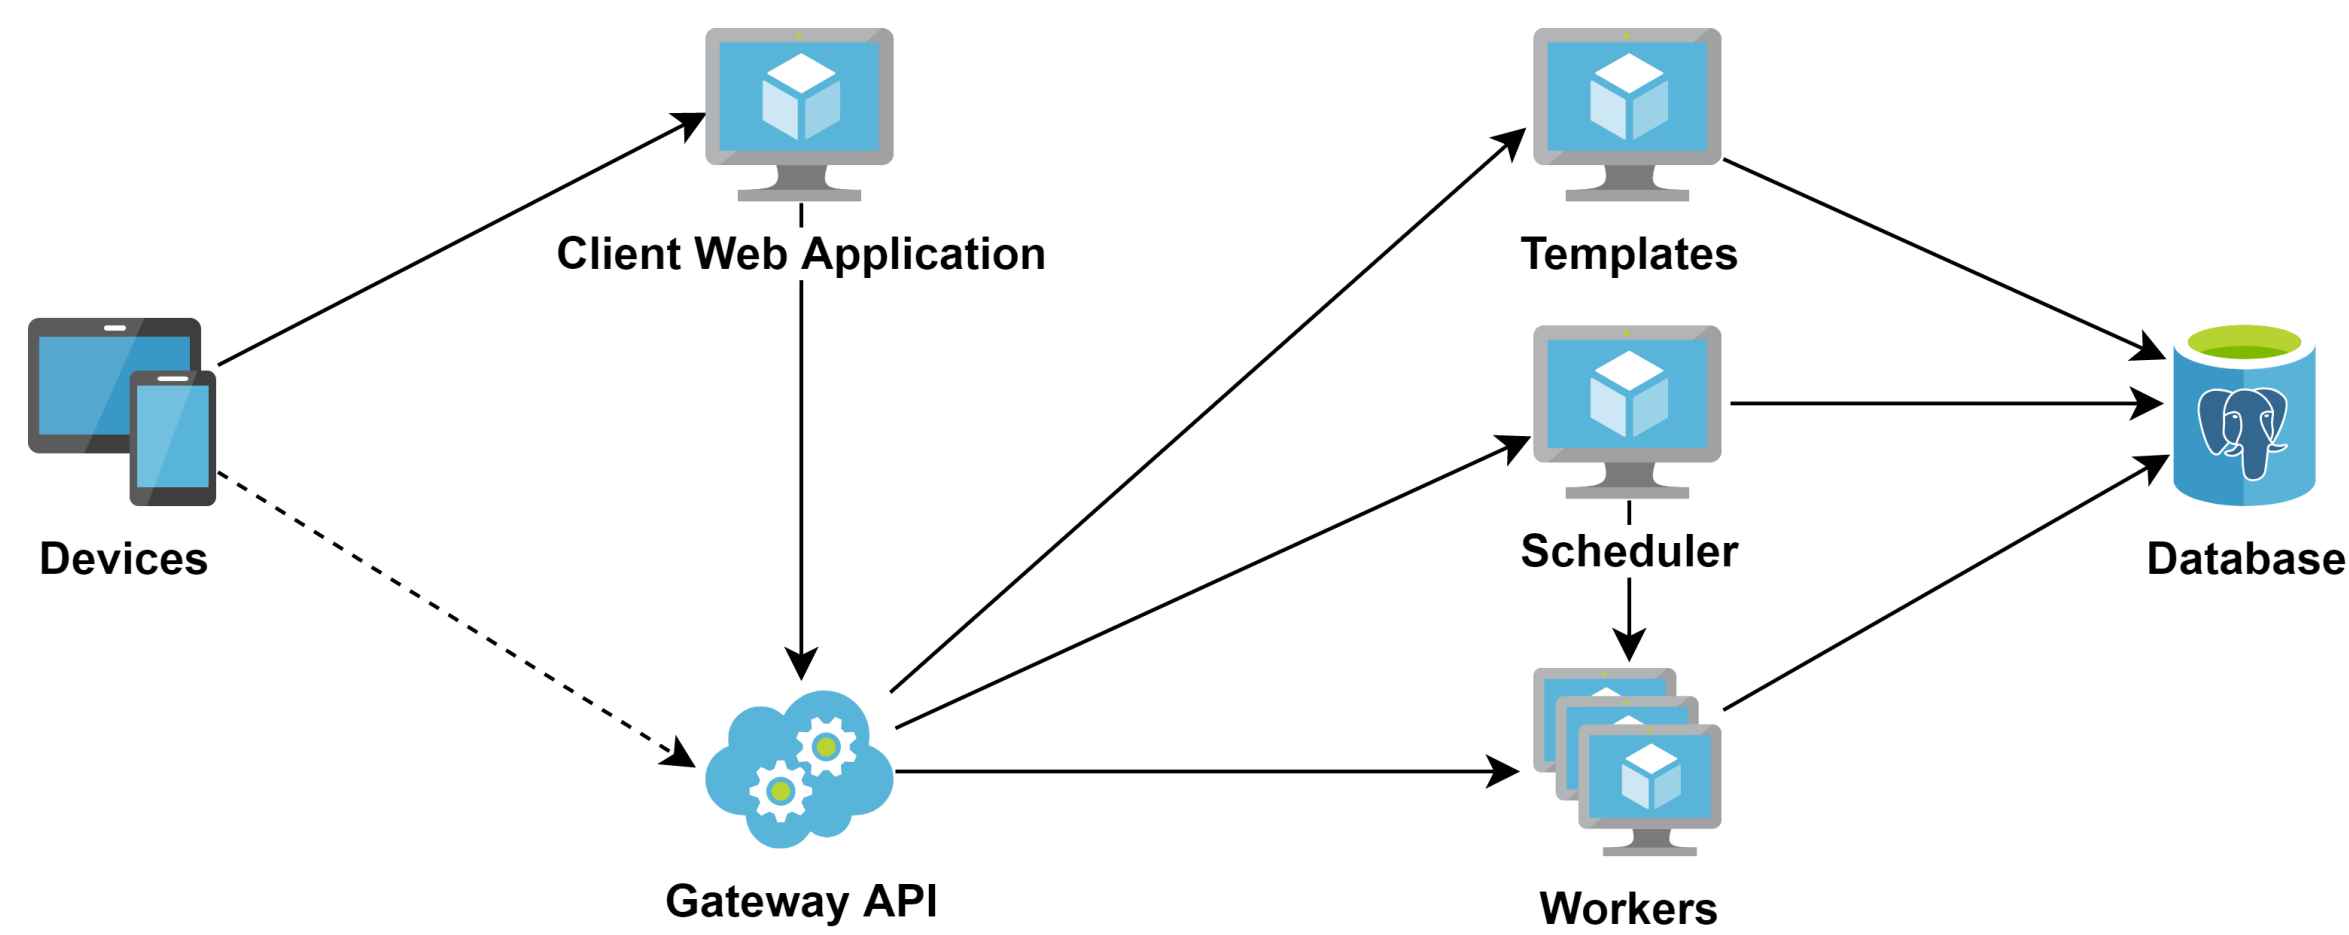 Client Web Application
Templates
Devices
Scheduler
Database
Gateway API
Workers